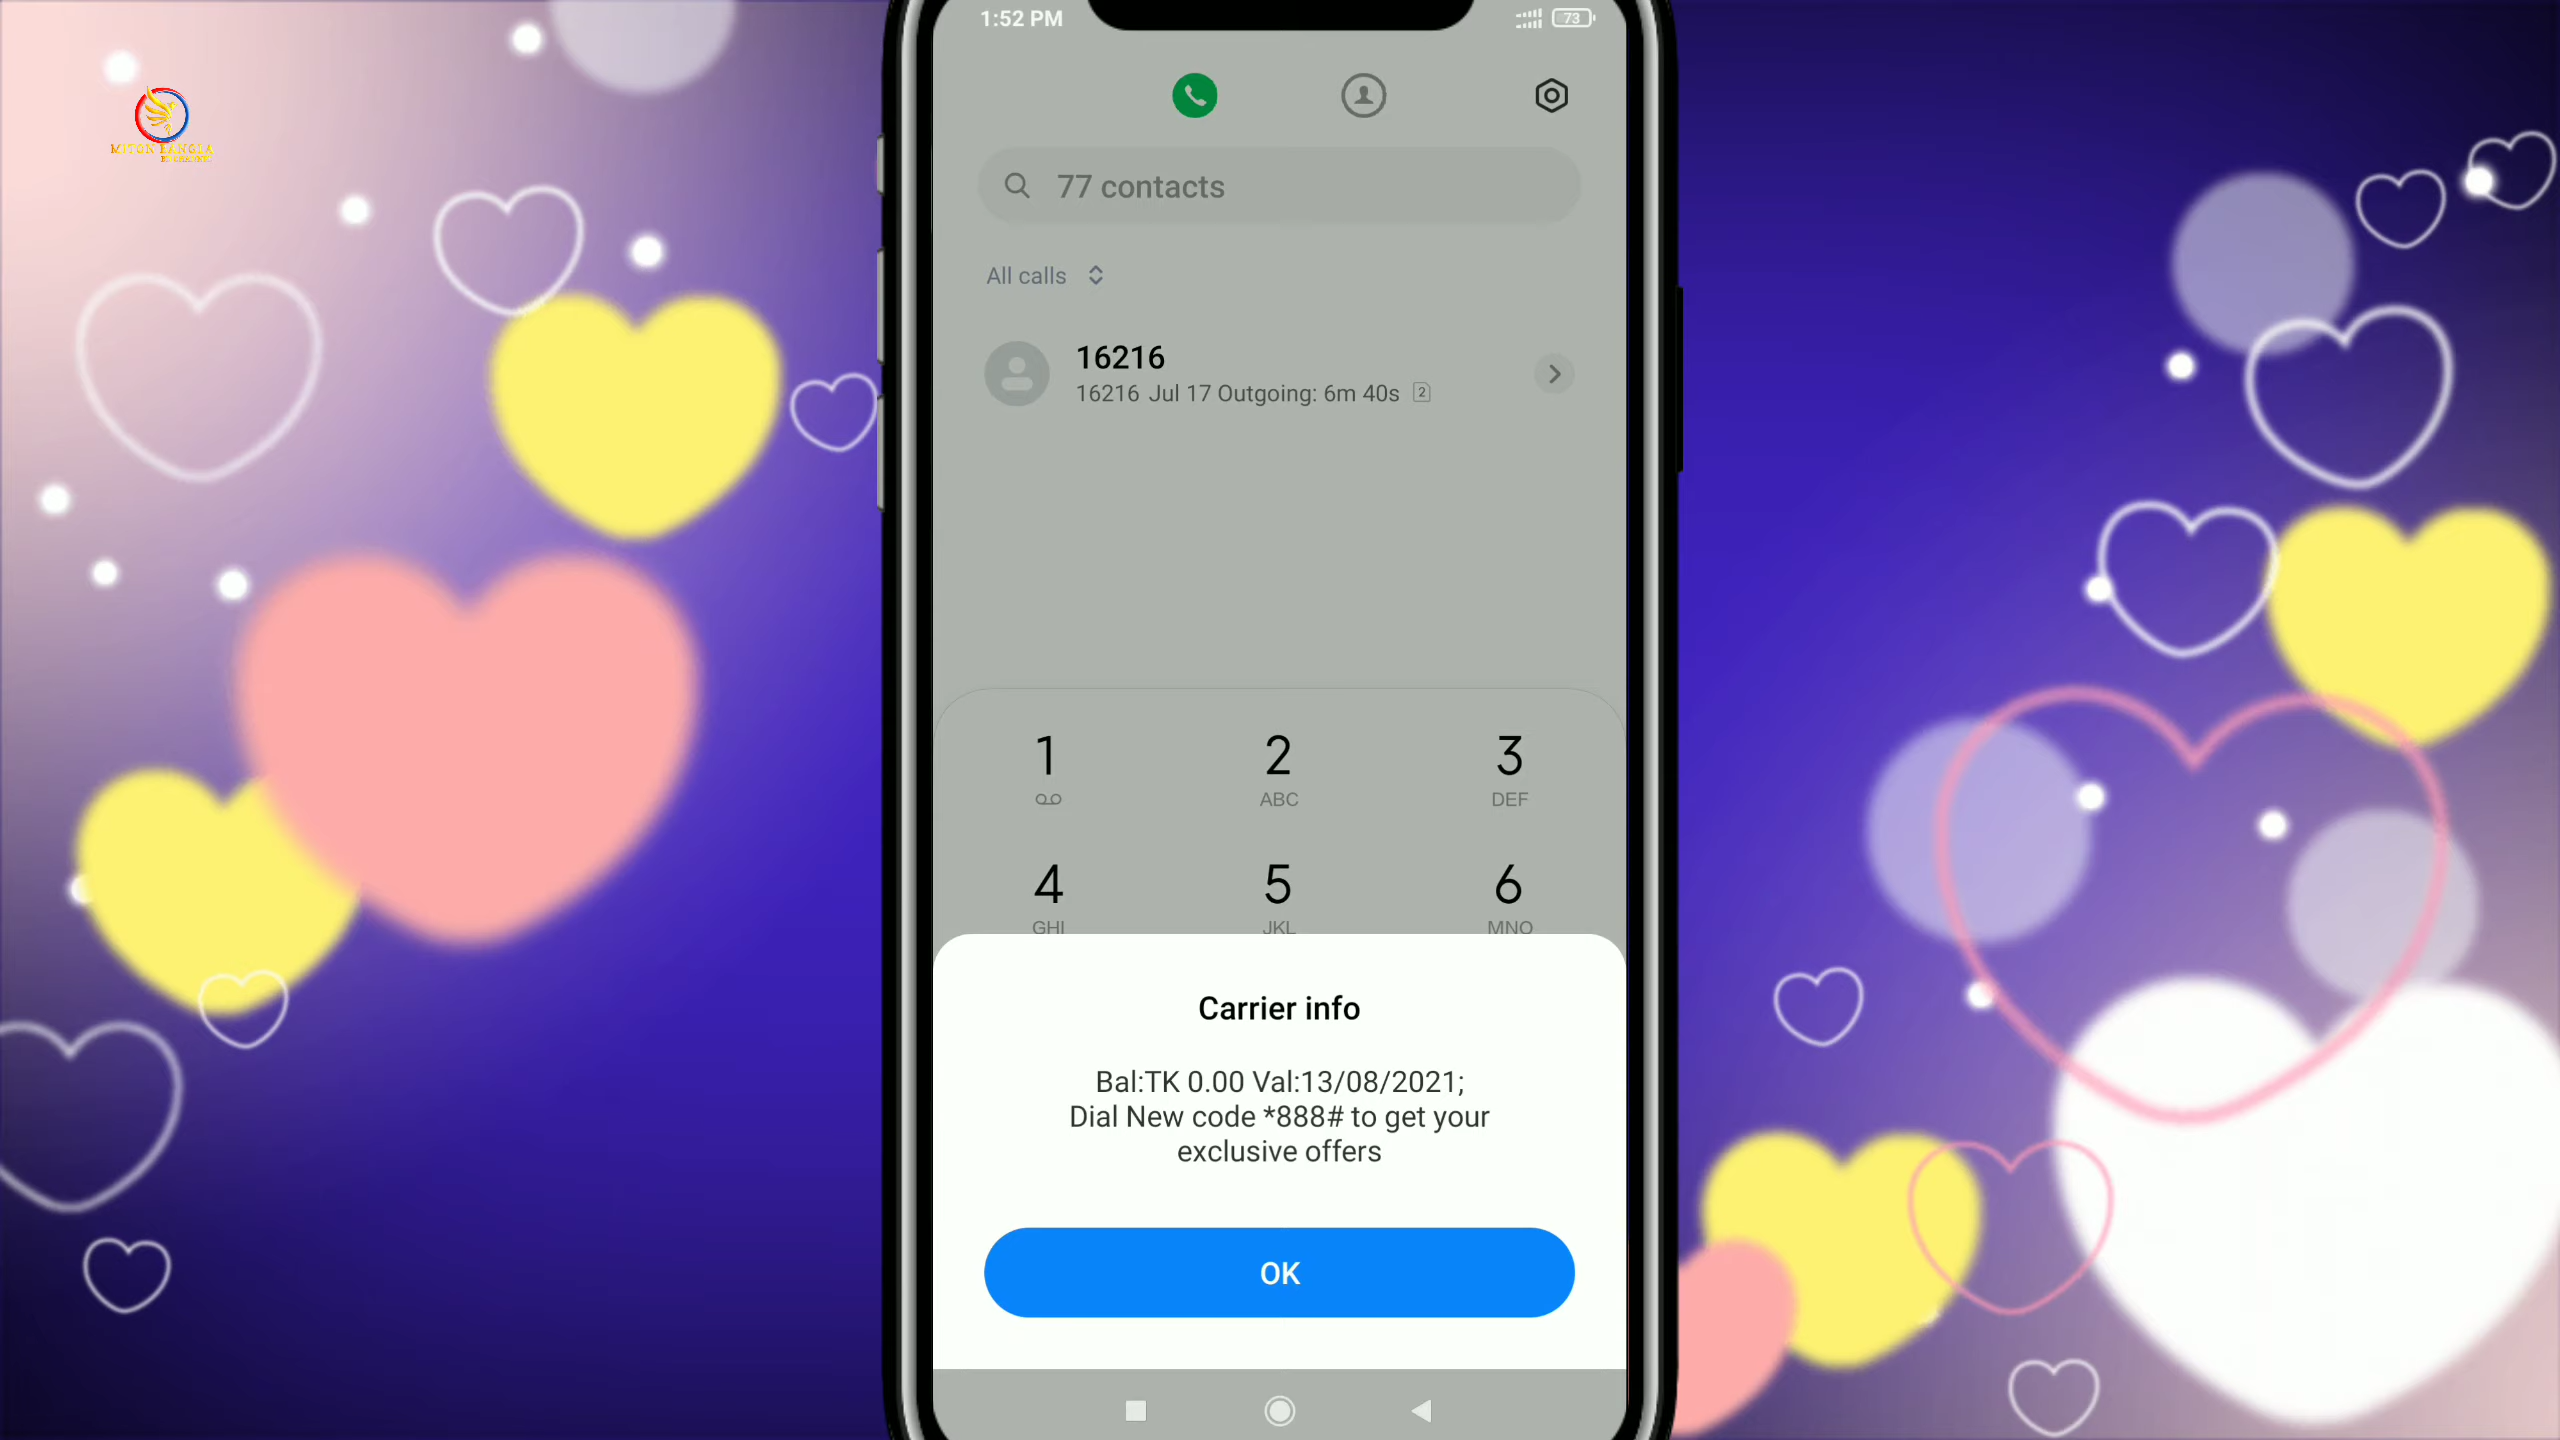 1:52 PM
73
MITON BANGLA
77 contacts
All calls
16216
16216 Jul 17 Outgoing: 6m 40s 2
1 2 3
ABC DEF
4 5 6
GHI JKL MNO
Carrier info
Bal:TK 0.00 Val:13/08/2021;
Dial New code *888# to get your
exclusive offers
OK